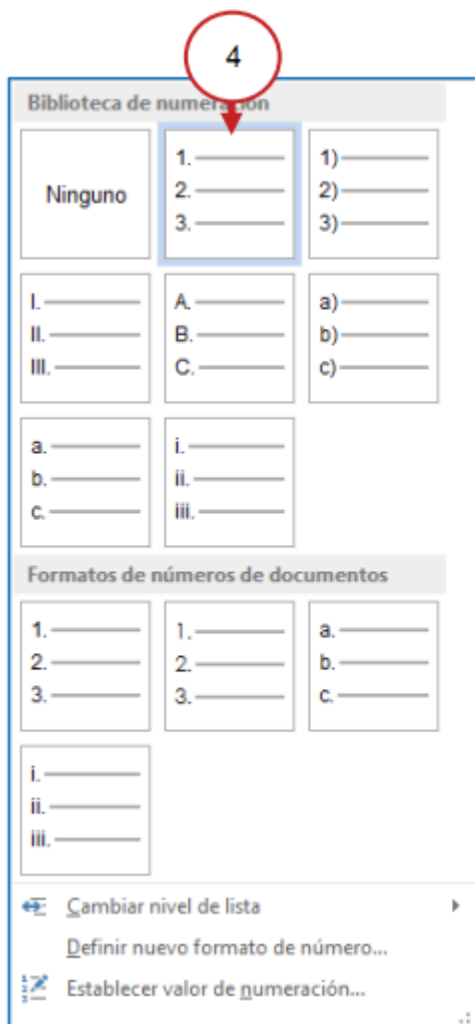 4
Biblioteca de numeración
Ninguno
1.
2.
3.
1)
2)
3)
I.
II.
III.
A.
B.
C.
a)
b)
c)
a.
b.
c.
i.
ii.
iii.
Formatos de números de documentos
1.
2.
3.
1.
2.
3.
a.
b.
c.
i.
ii.
iii.
Cambiar nivel de lista
Definir nuevo formato de número...
Establecer valor de numeración...